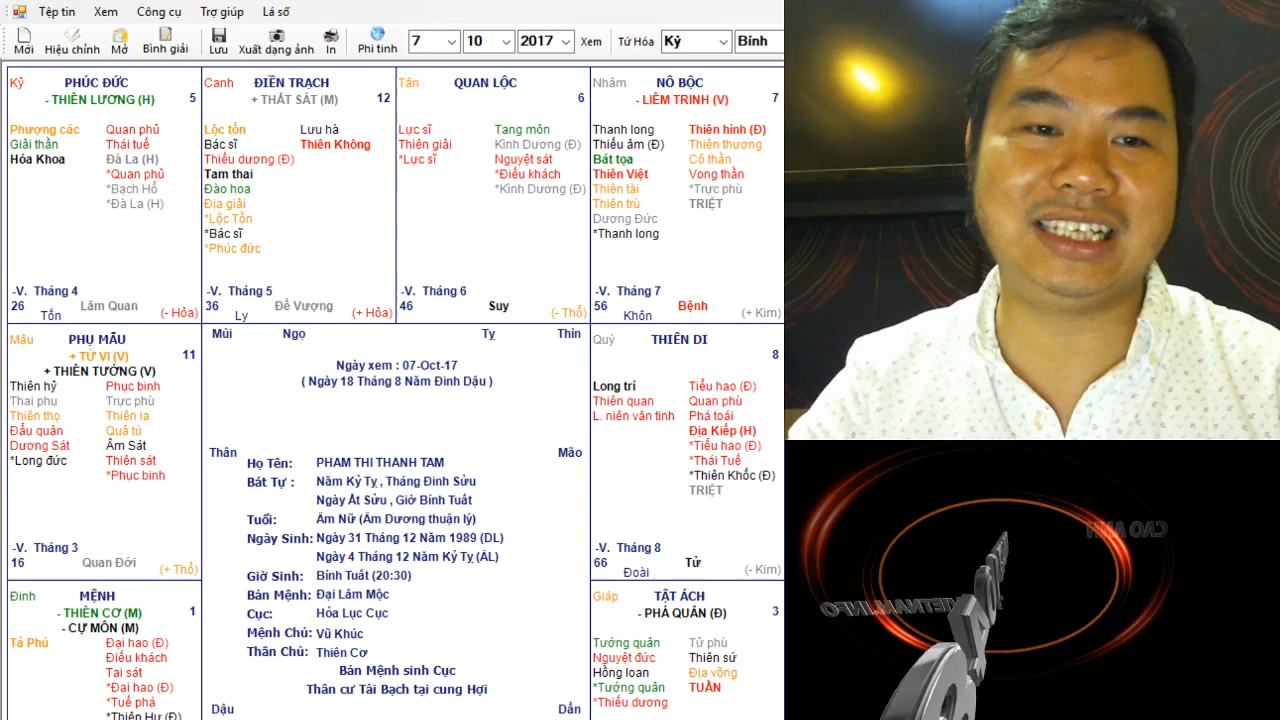 Tệp tin Xem Công cụ Trợ giúp Lá số
Mới Hiệu chỉnh Mở Bình giải Lưu Xuất dạng ảnh In Phi tinh 7 10 2017 Xem Tứ Hóa Kỷ Bính
Kỷ PHÚC ĐỨC
- THIÊN LƯƠNG (H) 5
Phượng các Quan phủ
Giải thần Thái tuế
Hóa Khoa Đà La (H)
*Quan phủ
*Bạch Hổ
*Đà La (H)
-V. Tháng 4
26 Lâm Quan
Tốn (- Hỏa)
Canh ĐIỀN TRẠCH
+ THẤT SÁT (M) 12
Lộc tồn Lưu hà
Bác sĩ Thiên Không
Thiếu dương (Đ)
Tam thai
Đào hoa
Địa giải
*Lộc Tồn
*Bác sĩ
*Phúc đức
-V. Tháng 5
36 Đế Vượng
Ly (+ Hỏa)
Tân QUAN LỘC
6
Lực sĩ Tang môn
Thiên giải Kình Dương (Đ)
*Lực sĩ Nguyệt sát
*Điếu khách
*Kình Dương (Đ)
-V. Tháng 6
46 Suy
(- Thổ)
Nhâm NÔ BỘC
- LIÊM TRINH (V) 7
Thanh long Thiên hình (Đ)
Thiếu âm (Đ) Thiên thương
Bát tọa Cô thần
Thiên Việt Vong thần
Thiên tài *Trực phù
Thiên trù TRIỆT
Dương Đức
*Thanh long
-V. Tháng 7
56 Bệnh
Khôn (+ Kim)
Mậu PHỤ MẪU
+ TỬ VI (V) 11
+ THIÊN TƯỚNG (V)
Thiên hỷ Phục binh
Thai phụ Trực phù
Thiên thọ Thiên la
Đẩu quân Quả tú
Dương Sát Âm Sát
*Long đức Thiên sát
*Phục binh
-V. Tháng 3
16 Quan Đới
(+ Thổ)
Mùi Ngọ Tỵ Thìn
Ngày xem : 07-Oct-17
( Ngày 18 Tháng 8 Năm Đinh Dậu )
Thân Mão
Họ Tên: PHAM THI THANH TAM
Bát Tự : Năm Kỷ Tỵ , Tháng Đinh Sửu
Ngày Ất Sửu , Giờ Bính Tuất
Tuổi: Âm Nữ (Âm Dương thuận lý)
Ngày Sinh: Ngày 31 Tháng 12 Năm 1989 (DL)
Ngày 4 Tháng 12 Năm Kỷ Tỵ (ÂL)
Giờ Sinh: Bính Tuất (20:30)
Bản Mệnh: Đại Lâm Mộc
Cục: Hỏa Lục Cục
Mệnh Chủ: Vũ Khúc
Thân Chủ: Thiên Cơ
Bản Mệnh sinh Cục
Thân cư Tài Bạch tại cung Hợi
Dậu Dần
Quý THIÊN DI
8
Long trì Tiểu hao (Đ)
Thiên quan Quan phù
L. niên văn tinh Phá toái
Địa Kiếp (H)
*Tiểu hao (Đ)
*Thái Tuế
*Thiên Khốc (Đ)
TRIỆT
-V. Tháng 8
66 Tử
Đoài (- Kim)
Đinh MỆNH
- THIÊN CƠ (M) 1
- CỰ MÔN (M)
Tả Phù Đại hao (Đ)
Điếu khách
Tai sát
*Đại hao (Đ)
*Tuế phá
*Thiên Hư (Đ)
Giáp TẬT ÁCH
- PHÁ QUÂN (Đ) 3
Tướng quân Tử phù
Nguyệt đức Thiên sứ
Hồng loan Địa võng
*Tướng quân TUẦN
*Thiếu dương
CAO ANH
VIETNAM.INFO